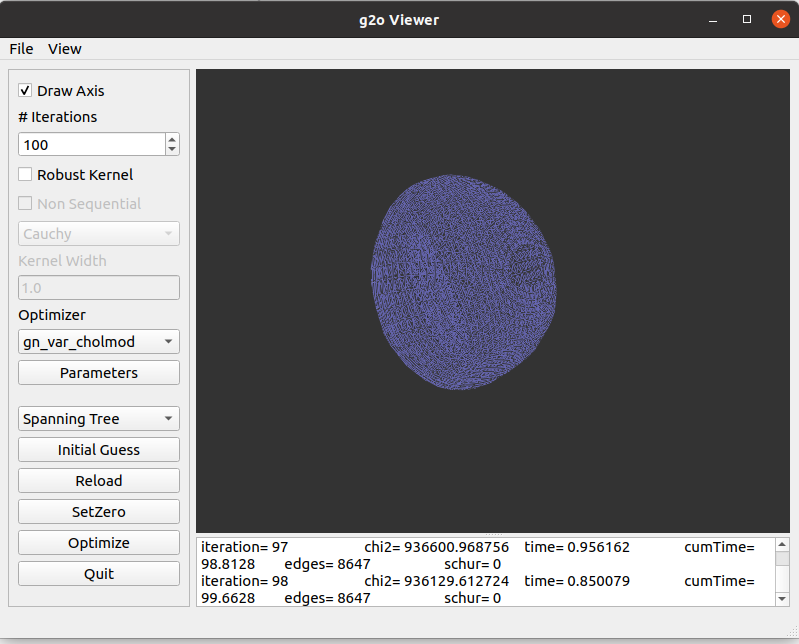 g2o Viewer
File View
Draw Axis
# Iterations
100
Robust Kernel
Non Sequential
Cauchy
Kernel Width
1.0
Optimizer
gn_var_cholmod
Parameters
Spanning Tree
Initial Guess
Reload
SetZero
Optimize
Quit
iteration= 97 chi2= 936600.968756 time= 0.956162 cumTime=
98.8128 edges= 8647 schur= 0
iteration= 98 chi2= 936129.612724 time= 0.850079 cumTime=
99.6628 edges= 8647 schur= 0